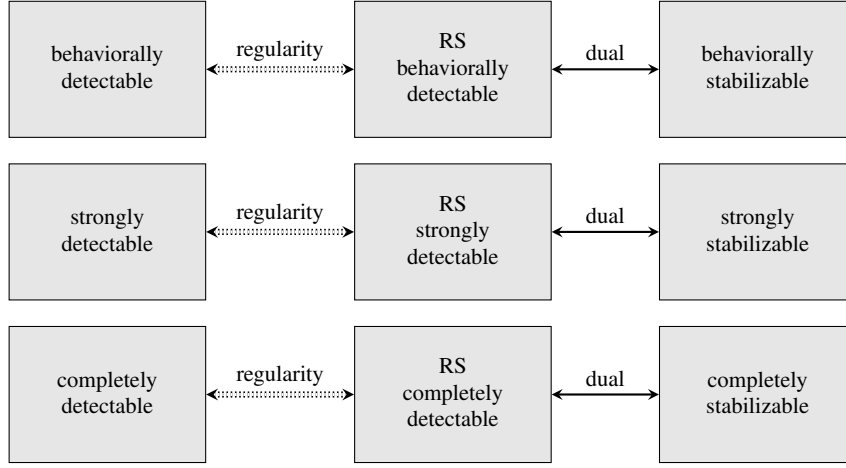 behaviorally
detectable
regularity
RS
behaviorally
detectable
dual
behaviorally
stabilizable
strongly
detectable
regularity
RS
strongly
detectable
dual
strongly
stabilizable
completely
detectable
regularity
RS
completely
detectable
dual
completely
stabilizable